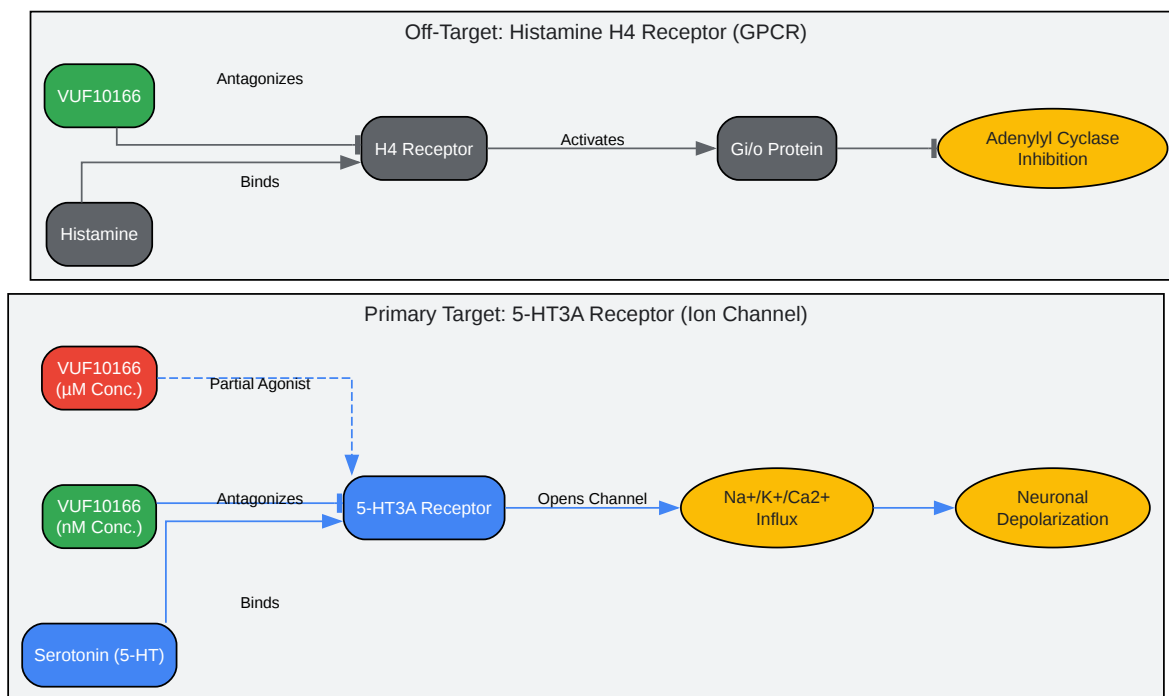 Off-Target: Histamine H4 Receptor (GPCR)
VUF10166
Antagonizes
H4 Receptor
Activates
Gi/o Protein
Adenylyl Cyclase
Inhibition
Binds
Histamine
Primary Target: 5-HT3A Receptor (Ion Channel)
VUF10166
(µM Conc.)
Partial Agonist
VUF10166
(nM Conc.)
Antagonizes
5-HT3A Receptor
Opens Channel
Na+/K+/Ca2+
Influx
Neuronal
Depolarization
Binds
Serotonin (5-HT)